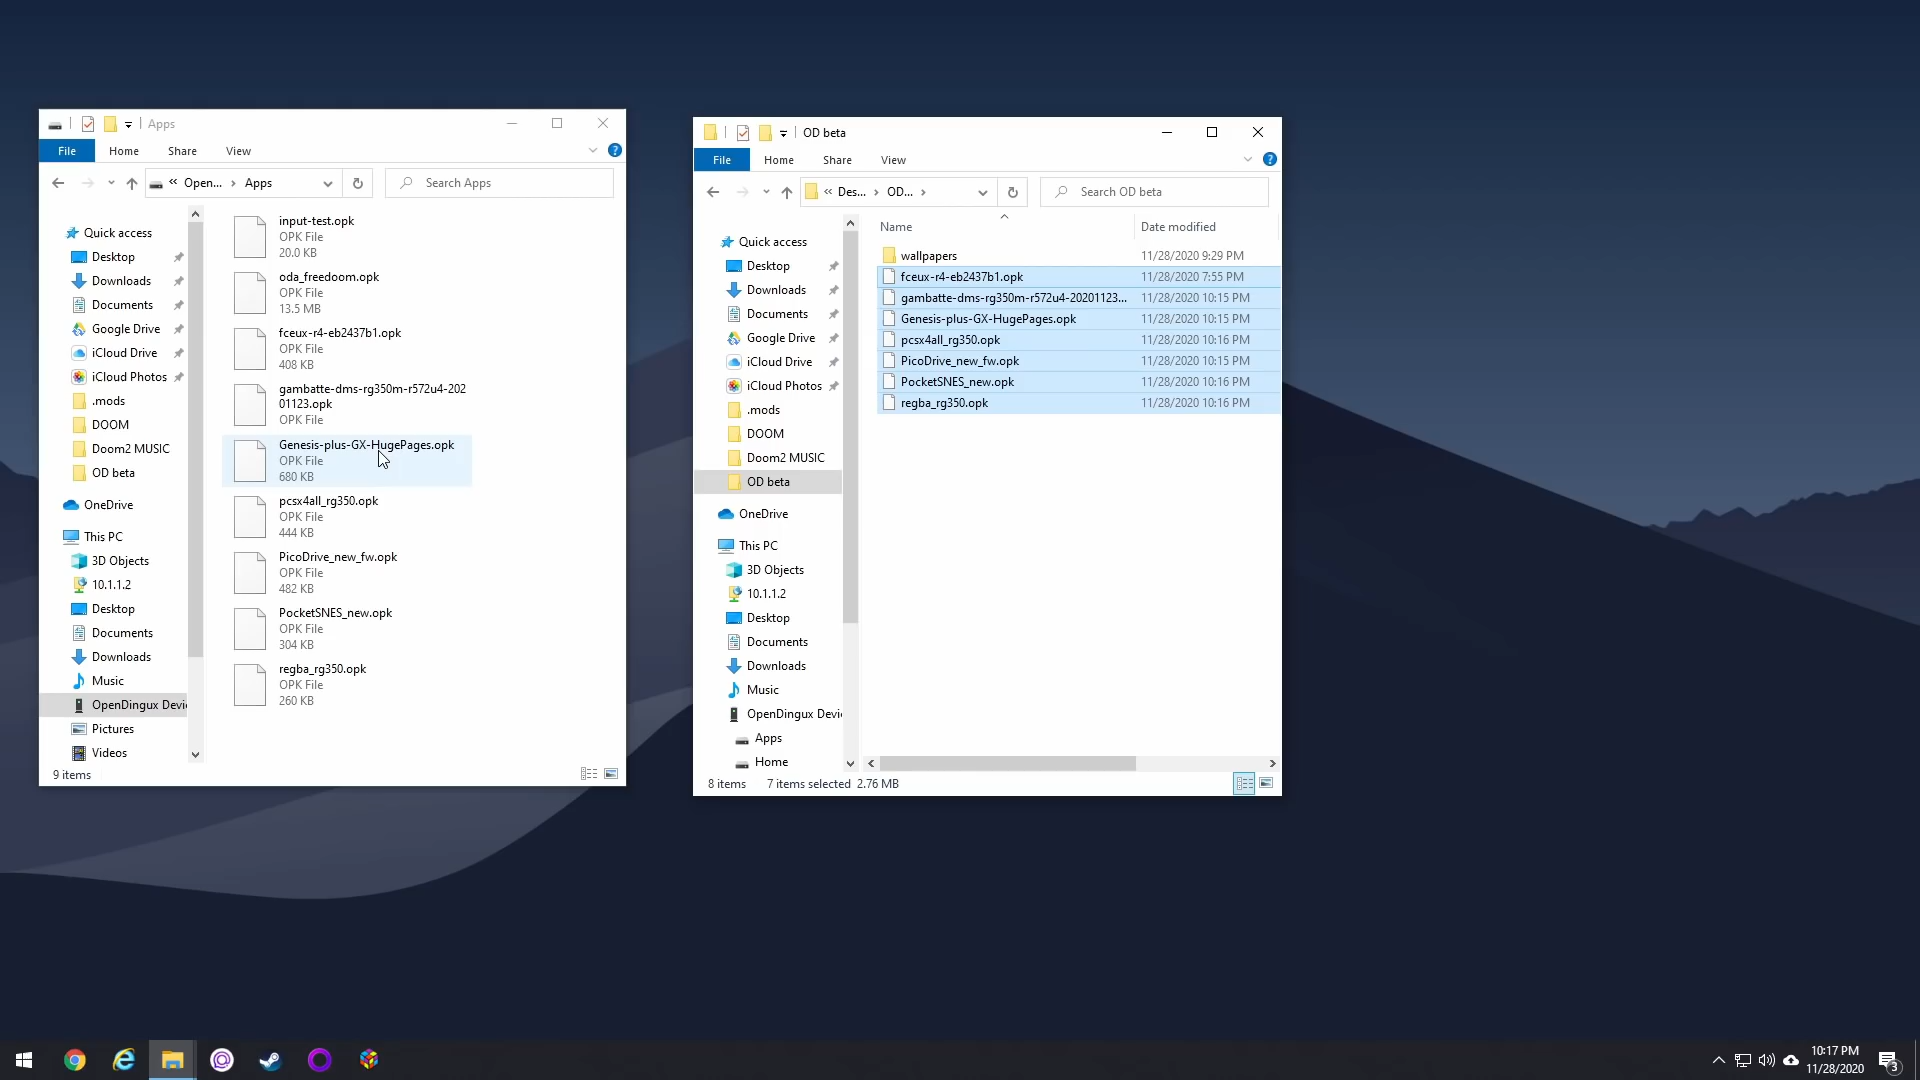 Apps
File
Home
Share
View
Open...
Apps
Search Apps
Quick access
Desktop
Downloads
Documents
Google Drive
iCloud Drive
iCloud Photos
.mods
DOOM
Doom2 MUSIC
OD beta
OneDrive
This PC
3D Objects
10.1.1.2
Desktop
Documents
Downloads
Music
OpenDingux Devi
Pictures
Videos
input-test.opk
OPK File
20.0 KB
oda_freedoom.opk
OPK File
13.5 MB
fceux-r4-eb2437b1.opk
OPK File
408 KB
gambatte-dms-rg350m-r572u4-202
01123.opk
OPK File
Genesis-plus-GX-HugePages.opk
OPK File
680 KB
pcsx4all_rg350.opk
OPK File
444 KB
PicoDrive_new_fw.opk
OPK File
482 KB
PocketSNES_new.opk
OPK File
304 KB
regba_rg350.opk
OPK File
260 KB
9 items
OD beta
File
Home
Share
View
Des...
OD...
Search OD beta
Quick access
Desktop
Downloads
Documents
Google Drive
iCloud Drive
iCloud Photos
.mods
DOOM
Doom2 MUSIC
OD beta
OneDrive
This PC
3D Objects
10.1.1.2
Desktop
Documents
Downloads
Music
OpenDingux Devi
Apps
Home
Name
Date modified
wallpapers
11/28/2020 9:29 PM
fceux-r4-eb2437b1.opk
11/28/2020 7:55 PM
gambatte-dms-rg350m-r572u4-20201123...
11/28/2020 10:15 PM
Genesis-plus-GX-HugePages.opk
11/28/2020 10:15 PM
pcsx4all_rg350.opk
11/28/2020 10:16 PM
PicoDrive_new_fw.opk
11/28/2020 10:15 PM
PocketSNES_new.opk
11/28/2020 10:16 PM
regba_rg350.opk
11/28/2020 10:16 PM
8 items
7 items selected 2.76 MB
10:17 PM
11/28/2020
3